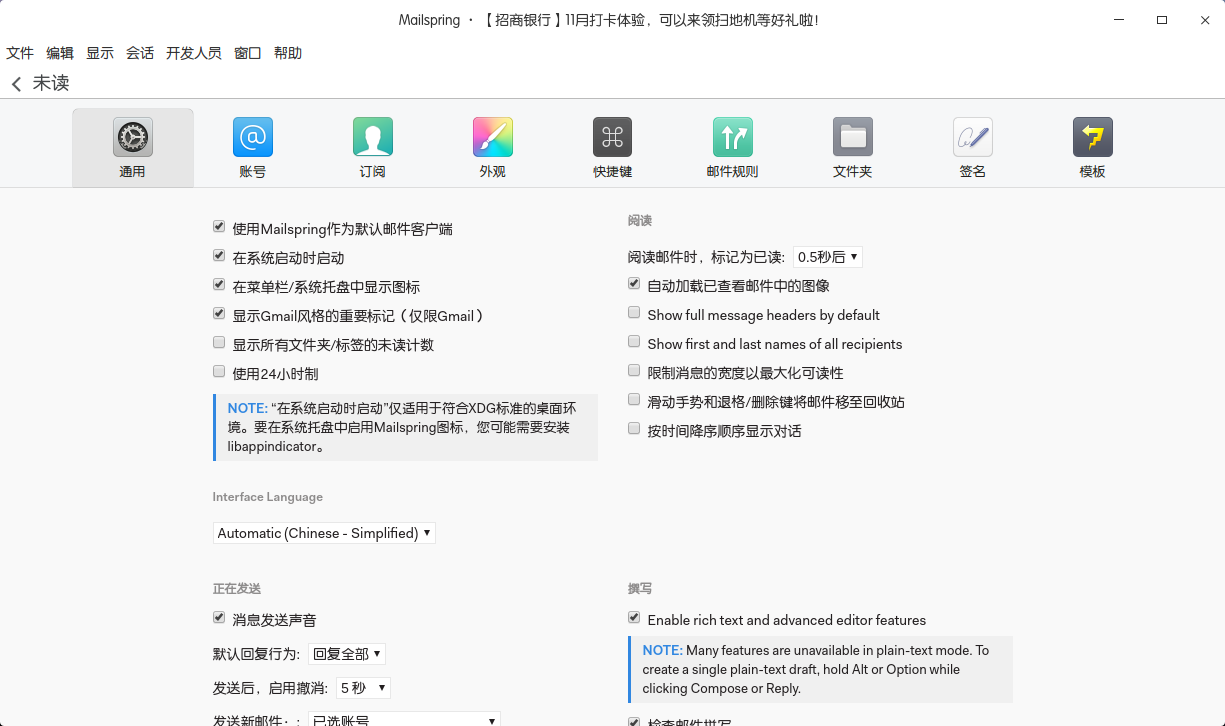 Mailspring · 【招商银行】11月打卡体验，可以来领扫地机等好礼啦！
文件 编辑 显示 会话 开发人员 窗口 帮助
未读
通用 账号 订阅 外观 快捷键 邮件规则 文件夹 签名 模板
使用Mailspring作为默认邮件客户端
在系统启动时启动
在菜单栏/系统托盘中显示图标
显示Gmail风格的重要标记（仅限Gmail）
显示所有文件夹/标签的未读计数
使用24小时制
NOTE: “在系统启动时启动”仅适用于符合XDG标准的桌面环
境。要在系统托盘中启用Mailspring图标，您可能需要安装
libappindicator。
Interface Language
Automatic (Chinese - Simplified)
阅读
阅读邮件时，标记为已读: 0.5秒后
自动加载已查看邮件中的图像
Show full message headers by default
Show first and last names of all recipients
限制消息的宽度以最大化可读性
滑动手势和退格/删除键将邮件移至回收站
按时间降序顺序显示对话
正在发送
消息发送声音
默认回复行为: 回复全部
发送后，启用撤消: 5 秒
发送新邮件：: 已选账号
撰写
Enable rich text and advanced editor features
NOTE: Many features are unavailable in plain-text mode. To
create a single plain-text draft, hold Alt or Option while
clicking Compose or Reply.
检查邮件拼写